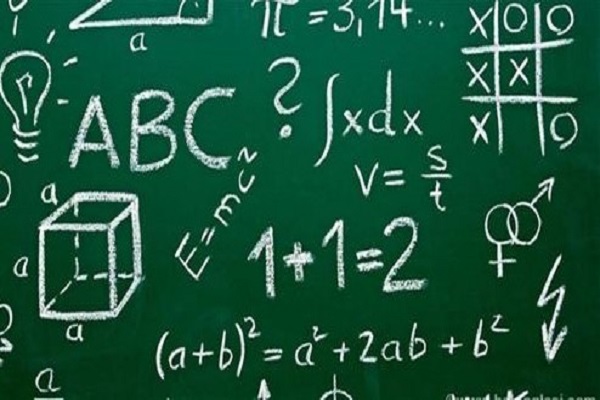 π = 3,14...
a
X O O
X X
X O
?
ABC
∫xdx
v = s/t
E=mc²
a
a
a
1+1=2
(a+b)² = a² + 2ab + b²
a